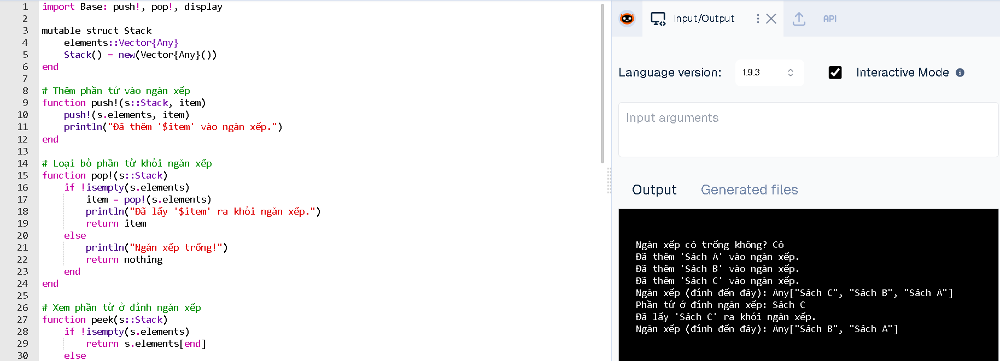 1 import Base: push!, pop!, display
2
3 mutable struct Stack
4     elements::Vector{Any}
5     Stack() = new(Vector{Any}())
6 end
7
8 # Thêm phần tử vào ngăn xếp
9 function push!(s::Stack, item)
10     push!(s.elements, item)
11     println("Đã thêm '$item' vào ngăn xếp.")
12 end
13
14 # Loại bỏ phần tử khỏi ngăn xếp
15 function pop!(s::Stack)
16     if !isempty(s.elements)
17         item = pop!(s.elements)
18         println("Đã lấy '$item' ra khỏi ngăn xếp.")
19         return item
20     else
21         println("Ngăn xếp trống!")
22         return nothing
23     end
24 end
25
26 # Xem phần tử ở đỉnh ngăn xếp
27 function peek(s::Stack)
28     if !isempty(s.elements)
29         return s.elements[end]
30     else
Input/Output
API
Language version: 1.9.3 Interactive Mode
Input arguments
Output Generated files
Ngăn xếp có trống không? Có
Đã thêm 'Sách A' vào ngăn xếp.
Đã thêm 'Sách B' vào ngăn xếp.
Đã thêm 'Sách C' vào ngăn xếp.
Ngăn xếp (đỉnh đến đáy): Any["Sách C", "Sách B", "Sách A"]
Phần tử ở đỉnh ngăn xếp: Sách C
Đã lấy 'Sách C' ra khỏi ngăn xếp.
Ngăn xếp (đỉnh đến đáy): Any["Sách B", "Sách A"]